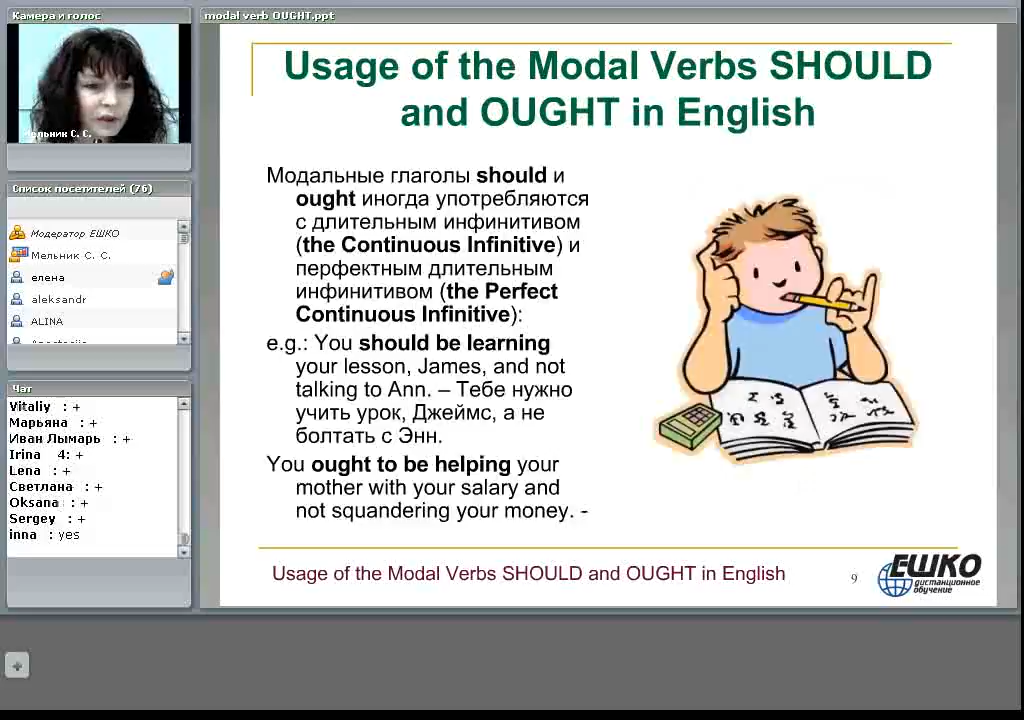 Камера и голос
Мельник С. С.
Список посетителей (76)
Модератор ЕШКО
Мельник С. С.
елена
aleksandr
ALINA
Чат
Vitaliy : +
Марьяна : +
Иван Лымарь : +
Irina 4: +
Lena : +
Светлана : +
Oksana : +
Sergey : +
inna : yes
modal verb OUGHT.ppt
Usage of the Modal Verbs SHOULD
and OUGHT in English
Модальные глаголы should и
ought иногда употребляются
с длительным инфинитивом
(the Continuous Infinitive) и
перфектным длительным
инфинитивом (the Perfect
Continuous Infinitive):
e.g.: You should be learning
your lesson, James, and not
talking to Ann. – Тебе нужно
учить урок, Джеймс, а не
болтать с Энн.
You ought to be helping your
mother with your salary and
not squandering your money. -
Usage of the Modal Verbs SHOULD and OUGHT in English
9
ЕШКО
дистанционное
обучение